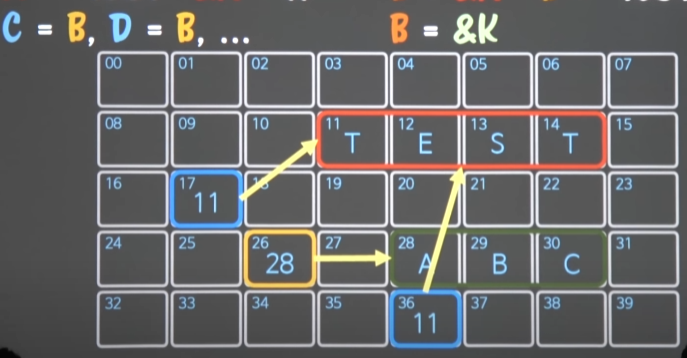 C = B, D = B, ...
B = &K
00 01 02 03 04 05 06 07
08 09 10 11 12 13 14 15
T E S T
16 17 19 20 21 22 23
11
24 25 26 27 28 29 30 31
28 A B C
32 33 34 35 36 37 38 39
11